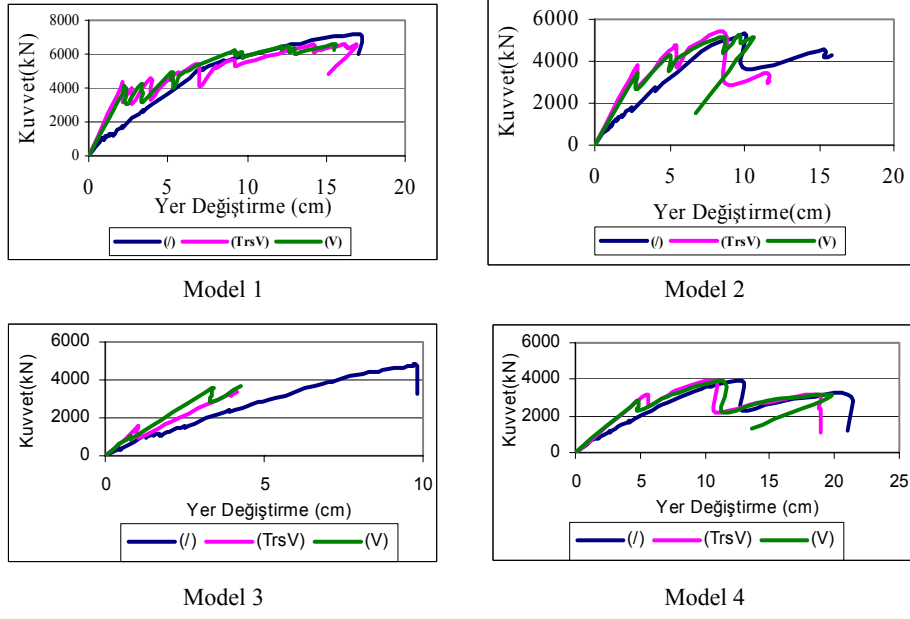 Kuvvet(kN)
8000
6000
4000
2000
0
0 5 10 15 20
Yer Değiştirme (cm)
(/) (TrsV) (V)
Model 1
Kuvvet(kN)
6000
4000
2000
0
0 5 10 15 20
Yer Değiştirme(cm)
(/) (TrsV) (V)
Model 2
Kuvvet(kN)
6000
4000
2000
0
0 5 10
Yer Değiştirme (cm)
(/) (TrsV) (V)
Model 3
Kuvvet(kN)
6000
4000
2000
0
0 5 10 15 20 25
Yer Değiştirme (cm)
(/) (TrsV) (V)
Model 4